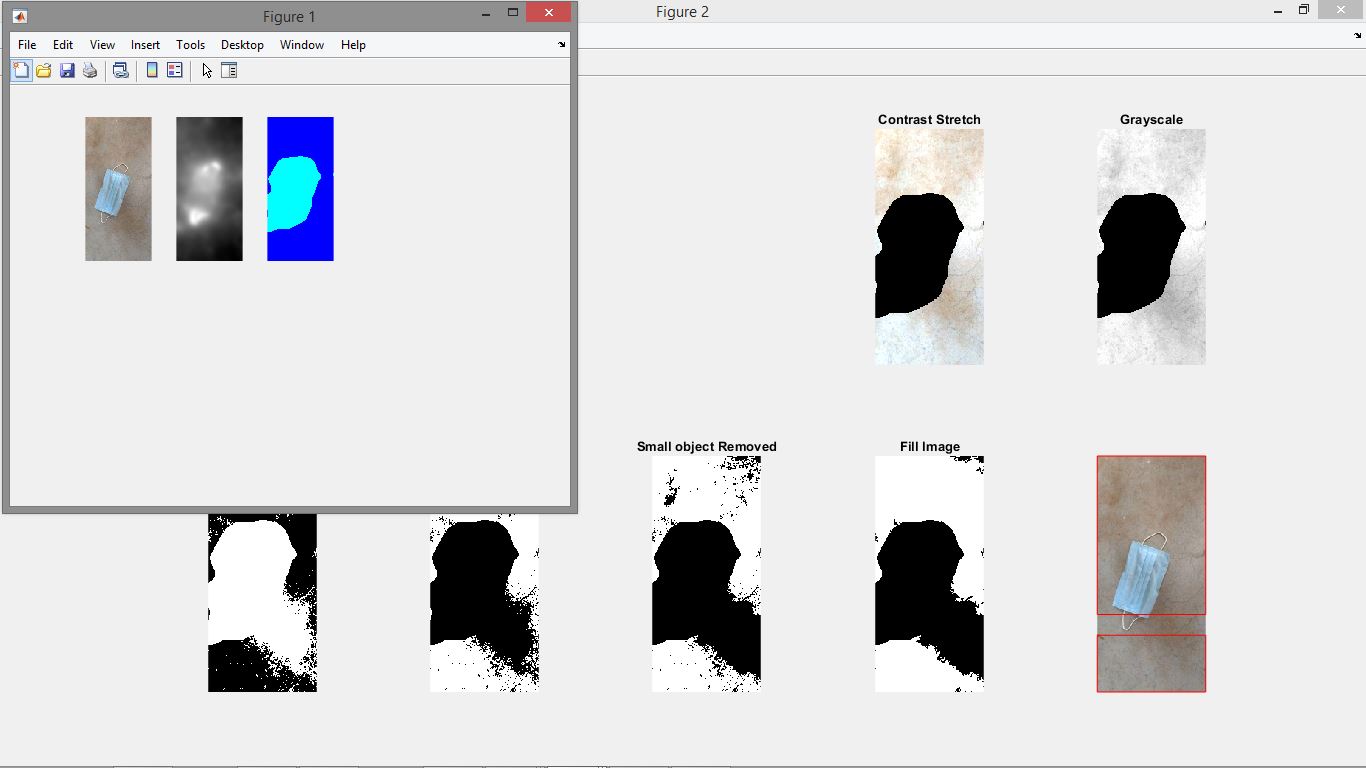 Figure 1
Figure 2
File Edit View Insert Tools Desktop Window Help
Contrast Stretch
Grayscale
Small object Removed
Fill Image